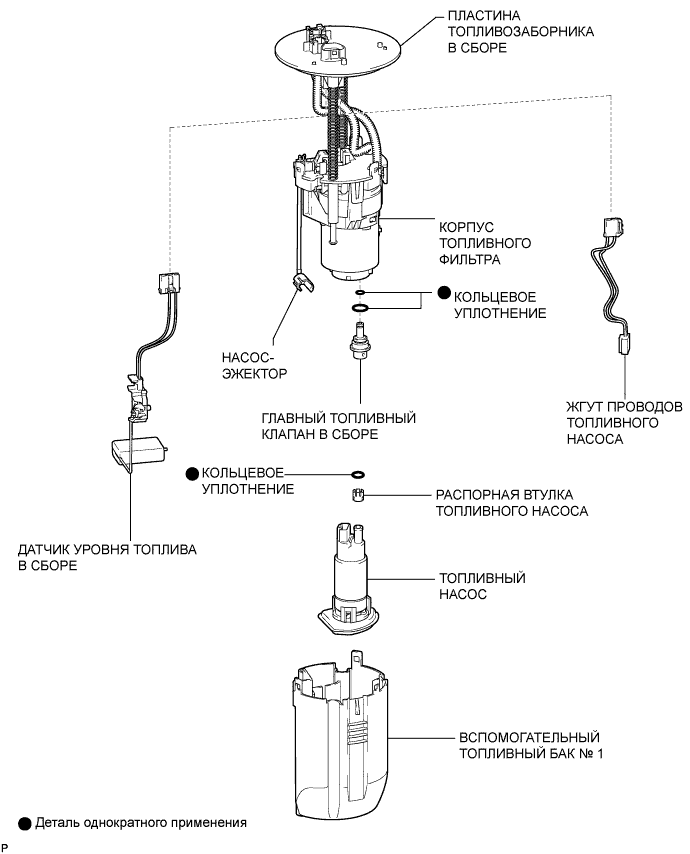 ПЛАСТИНА
ТОПЛИВОЗАБОРНИКА
В СБОРЕ
КОРПУС
ТОПЛИВНОГО
ФИЛЬТРА
КОЛЬЦЕВОЕ
УПЛОТНЕНИЕ
НАСОС-
ЭЖЕКТОР
ГЛАВНЫЙ ТОПЛИВНЫЙ
КЛАПАН В СБОРЕ
ЖГУТ ПРОВОДОВ
ТОПЛИВНОГО
НАСОСА
КОЛЬЦЕВОЕ
УПЛОТНЕНИЕ
РАСПОРНАЯ ВТУЛКА
ТОПЛИВНОГО НАСОСА
ДАТЧИК УРОВНЯ ТОПЛИВА
В СБОРЕ
ТОПЛИВНЫЙ
НАСОС
ВСПОМОГАТЕЛЬНЫЙ
ТОПЛИВНЫЙ БАК № 1
Деталь однократного применения
P